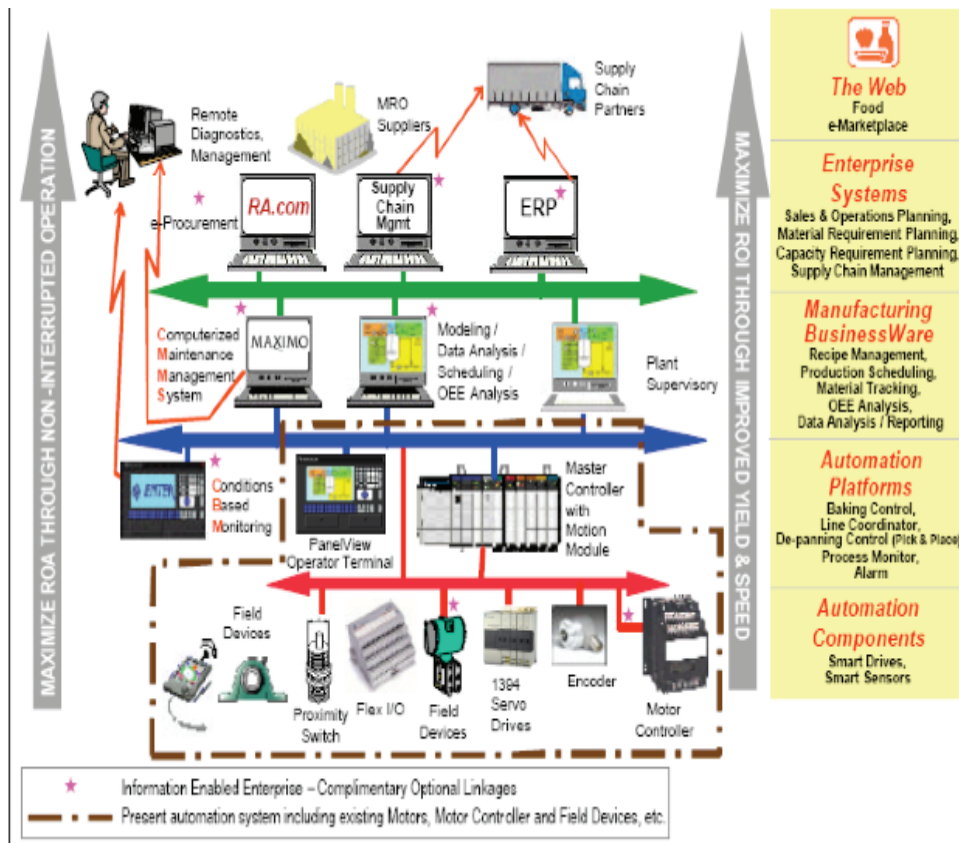 MAXIMIZE ROA THROUGH NON-INTERRUPTED OPERATION
Remote
Diagnostics,
Management
MRO
Suppliers
Supply
Chain
Partners
e-Procurement
RA.com
Supply
Chain
Mgmt
ERP
Computerized
Maintenance
Management
System
MAXIMO
Modeling /
Data Analysis /
Scheduling /
OEE Analysis
Plant
Supervisory
Conditions
Based
Monitoring
PanelView
Operator Terminal
Master
Controller
with
Motion
Module
Field
Devices
Proximity
Switch
Flex I/O
Field
Devices
1394
Servo
Drives
Encoder
Motor
Controller
MAXIMIZE ROI THROUGH IMPROVED YIELD & SPEED
The Web
Food
e-Marketplace
Enterprise
Systems
Sales & Operations Planning,
Material Requirement Planning,
Capacity Requirement Planning,
Supply Chain Management
Manufacturing
BusinessWare
Recipe Management,
Production Scheduling,
Material Tracking,
OEE Analysis,
Data Analysis / Reporting
Automation
Platforms
Baking Control,
Line Coordinator,
De-panning Control (Pick & Place)
Process Monitor,
Alarm
Automation
Components
Smart Drives,
Smart Sensors
Information Enabled Enterprise – Complimentary Optional Linkages
Present automation system including existing Motors, Motor Controller and Field Devices, etc.